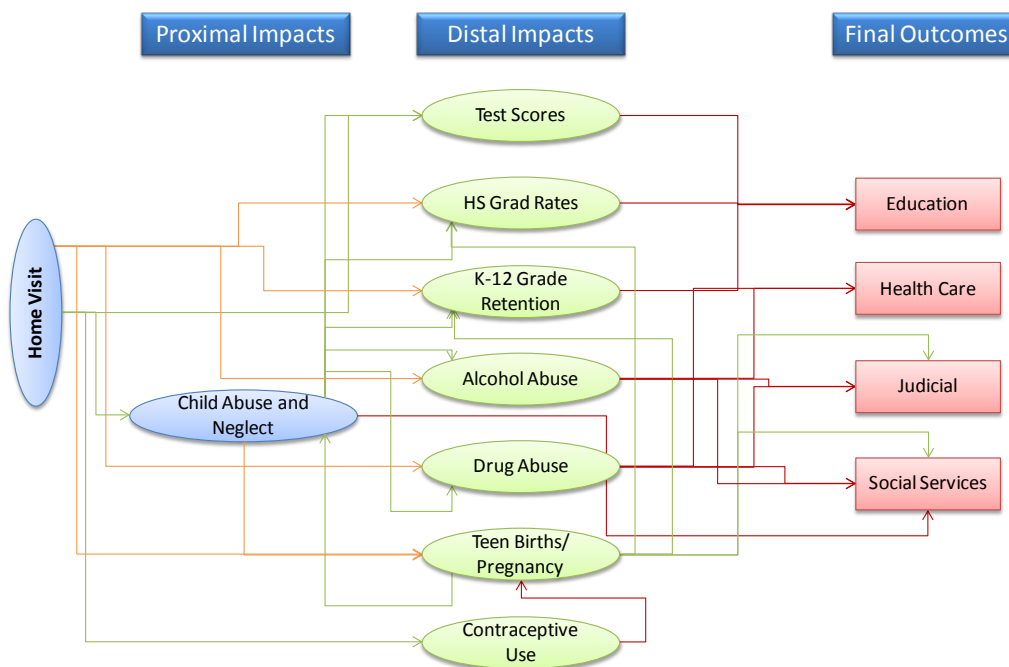 Proximal Impacts
Distal Impacts
Final Outcomes
Test Scores
HS Grad Rates
Education
K-12 Grade
Retention
Health Care
Home Visit
Alcohol Abuse
Judicial
Child Abuse and
Neglect
Drug Abuse
Social Services
Teen Births/
Pregnancy
Contraceptive
Use